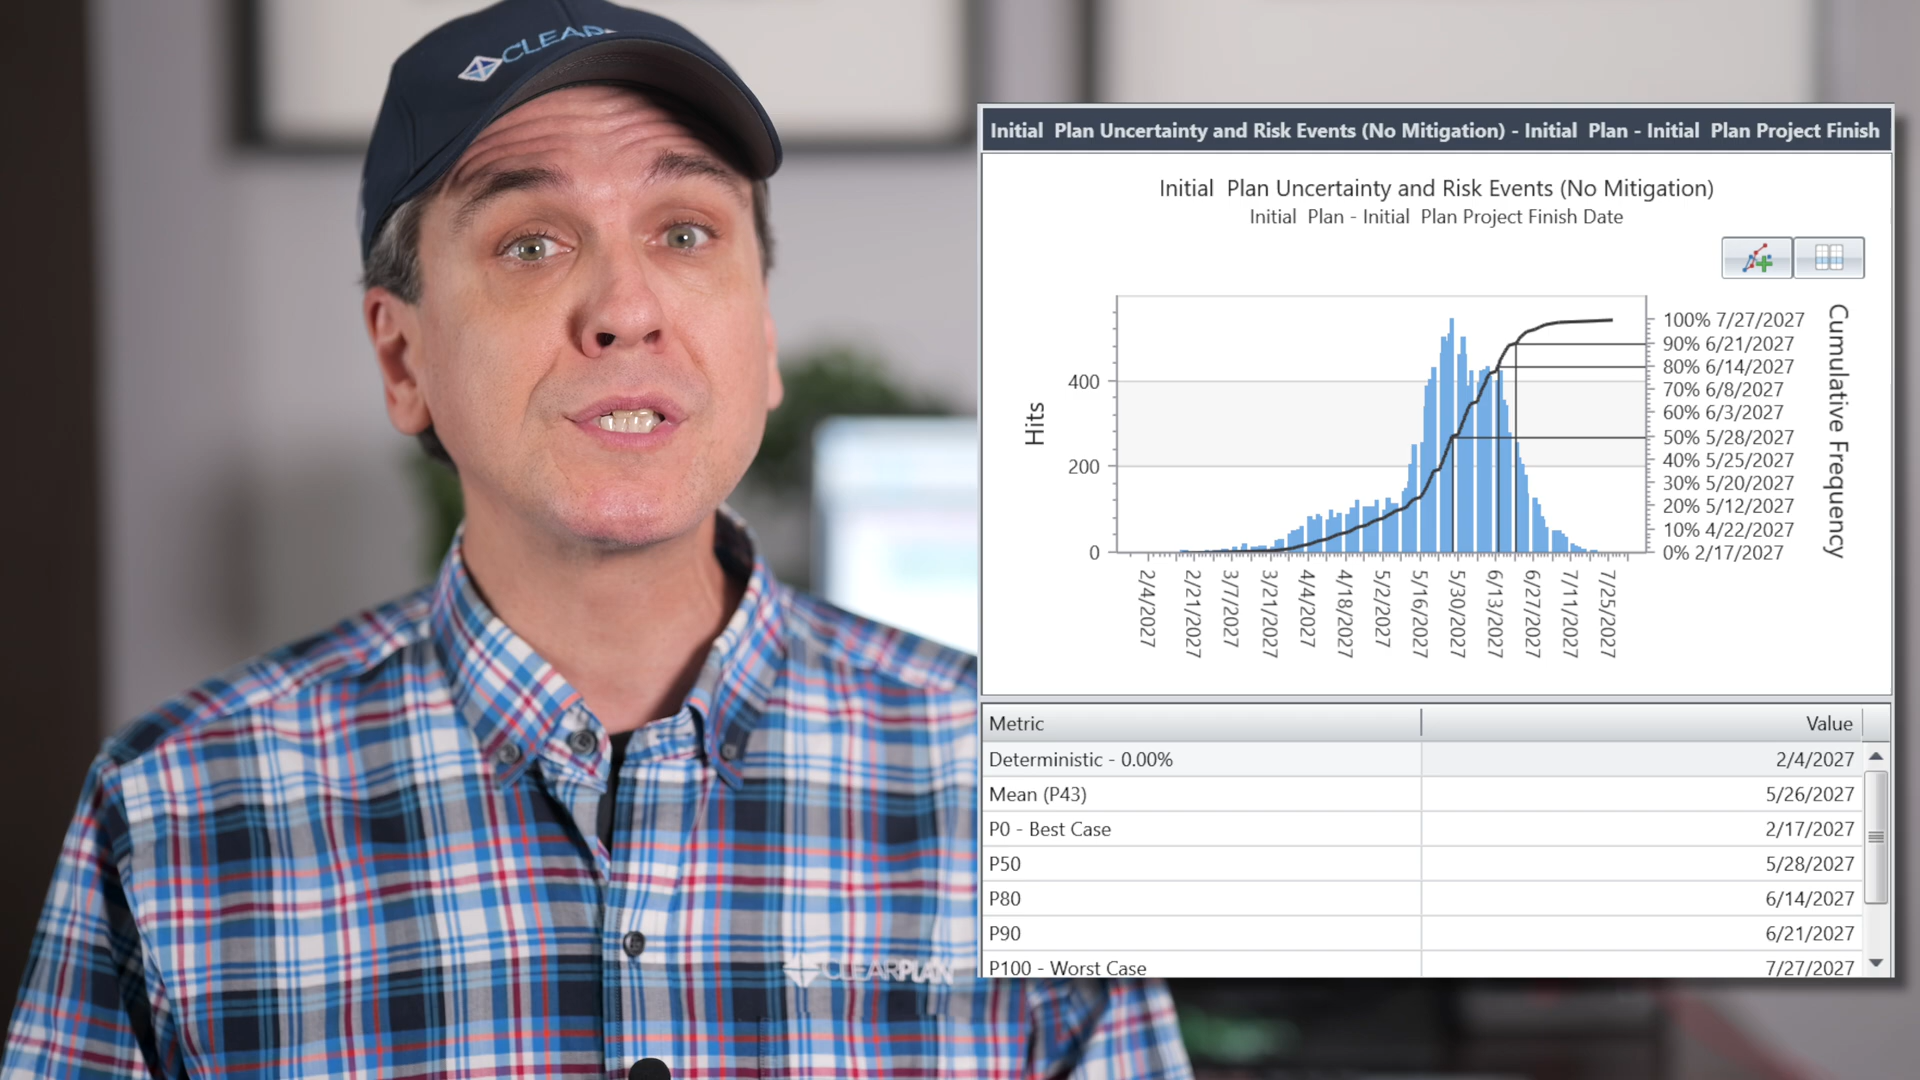 CLEAR
CLEARPLAN
Initial Plan Uncertainty and Risk Events (No Mitigation) - Initial Plan - Initial Plan Project Finish
Initial Plan Uncertainty and Risk Events (No Mitigation)
Initial Plan - Initial Plan Project Finish Date
Hits
400
200
0
100% 7/27/2027
90% 6/21/2027
80% 6/14/2027
70% 6/8/2027
60% 6/3/2027
50% 5/28/2027
40% 5/25/2027
30% 5/20/2027
20% 5/12/2027
10% 4/22/2027
0% 2/17/2027
Cumulative Frequency
2/4/2027
2/21/2027
3/7/2027
3/21/2027
4/4/2027
4/18/2027
5/02/2027
5/16/2027
5/30/2027
6/13/2027
6/27/2027
7/11/2027
7/25/2027
Metric Value
Deterministic - 0.00% 2/4/2027
Mean (P43) 5/26/2027
P0 - Best Case 2/17/2027
P50 5/28/2027
P80 6/14/2027
P90 6/21/2027
P100 - Worst Case 7/27/2027